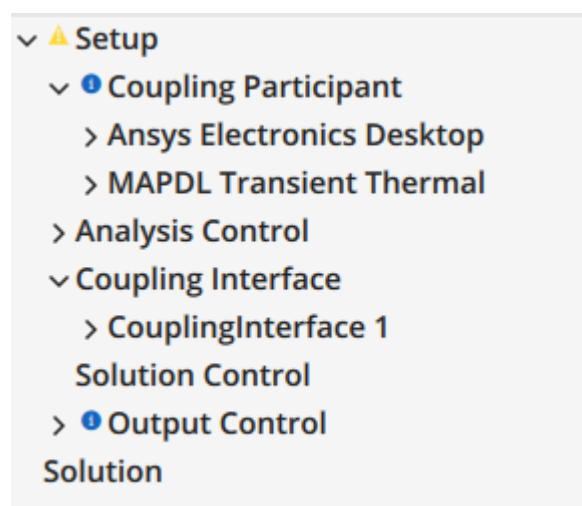 Setup
Coupling Participant
Ansys Electronics Desktop
MAPDL Transient Thermal
Analysis Control
Coupling Interface
CouplingInterface 1
Solution Control
Output Control
Solution